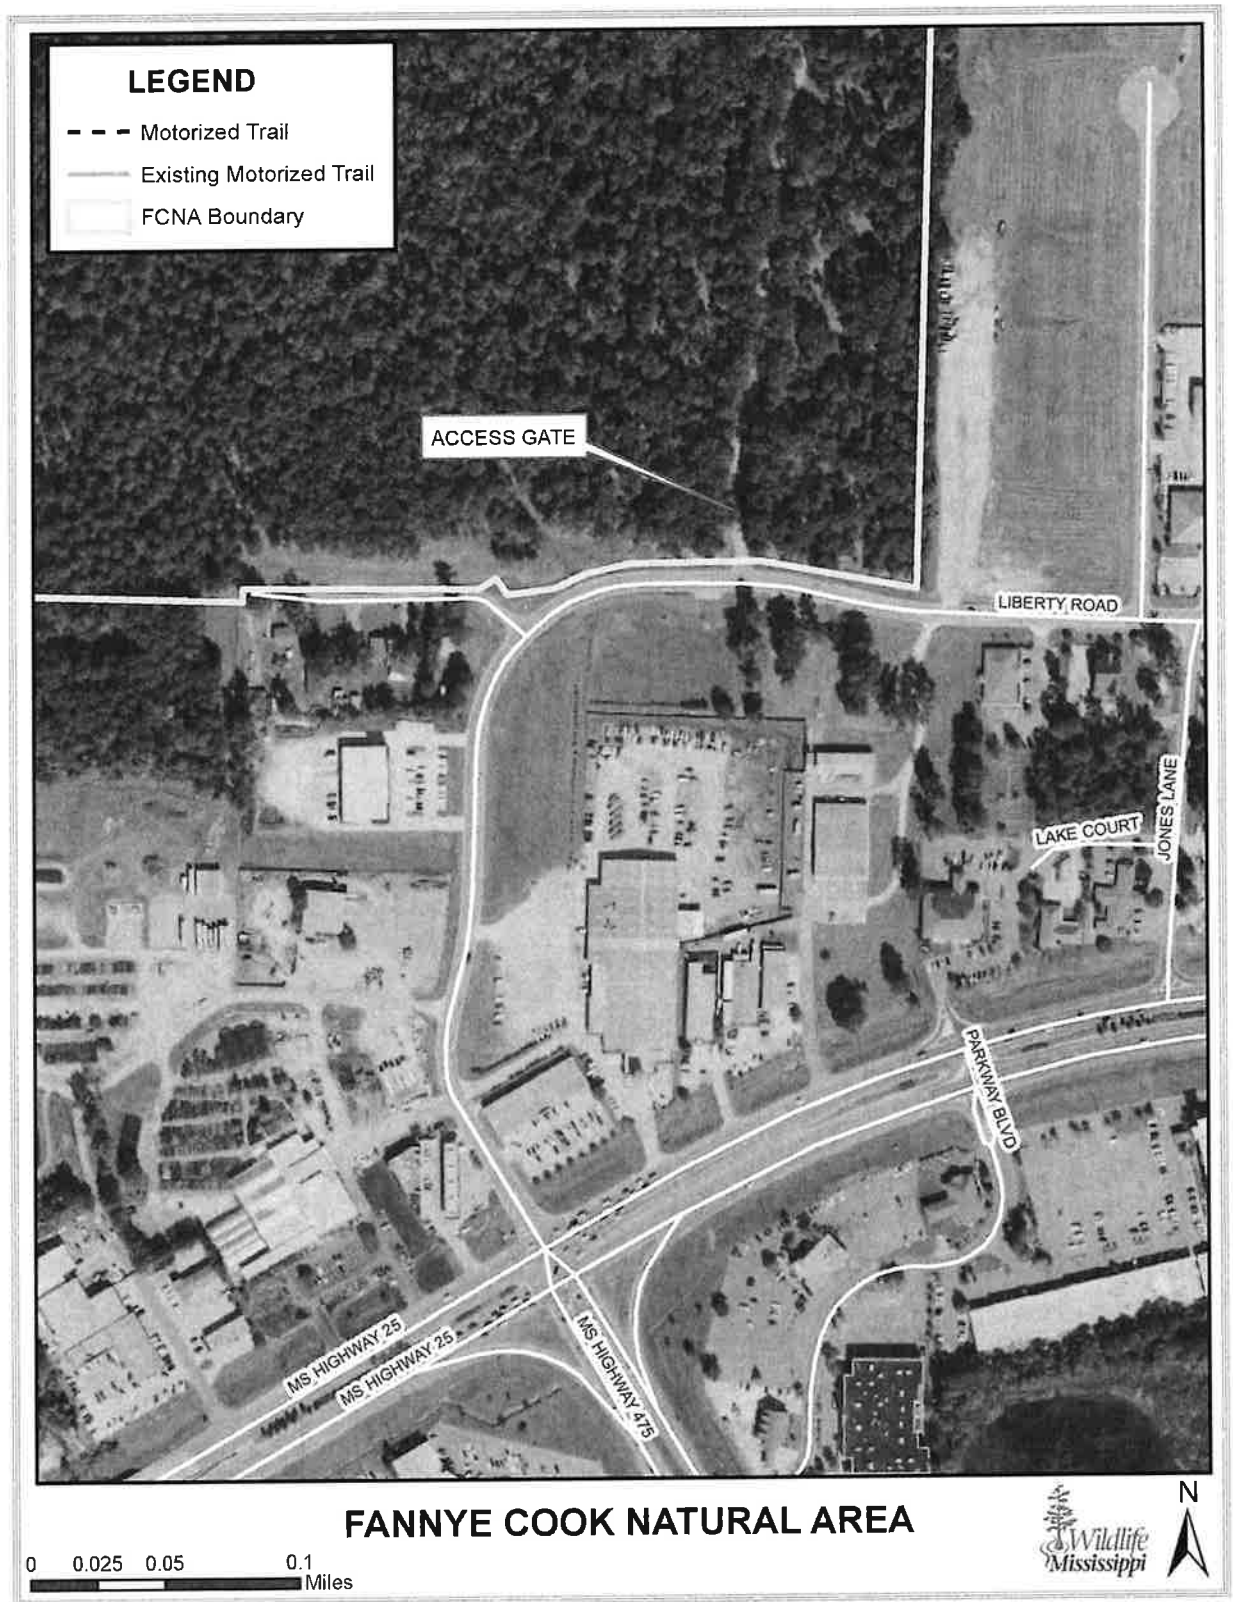 LEGEND
Motorized Trail
Existing Motorized Trail
FCNA Boundary
ACCESS GATE
LIBERTY ROAD
JONES LANE
LAKE COURT
PARKWAY BLVD
MS HIGHWAY 25
MS HIGHWAY 25
MS HIGHWAY 475
FANNYE COOK NATURAL AREA
N
Wildlife
Mississippi
0 0.025 0.05 0.1
Miles